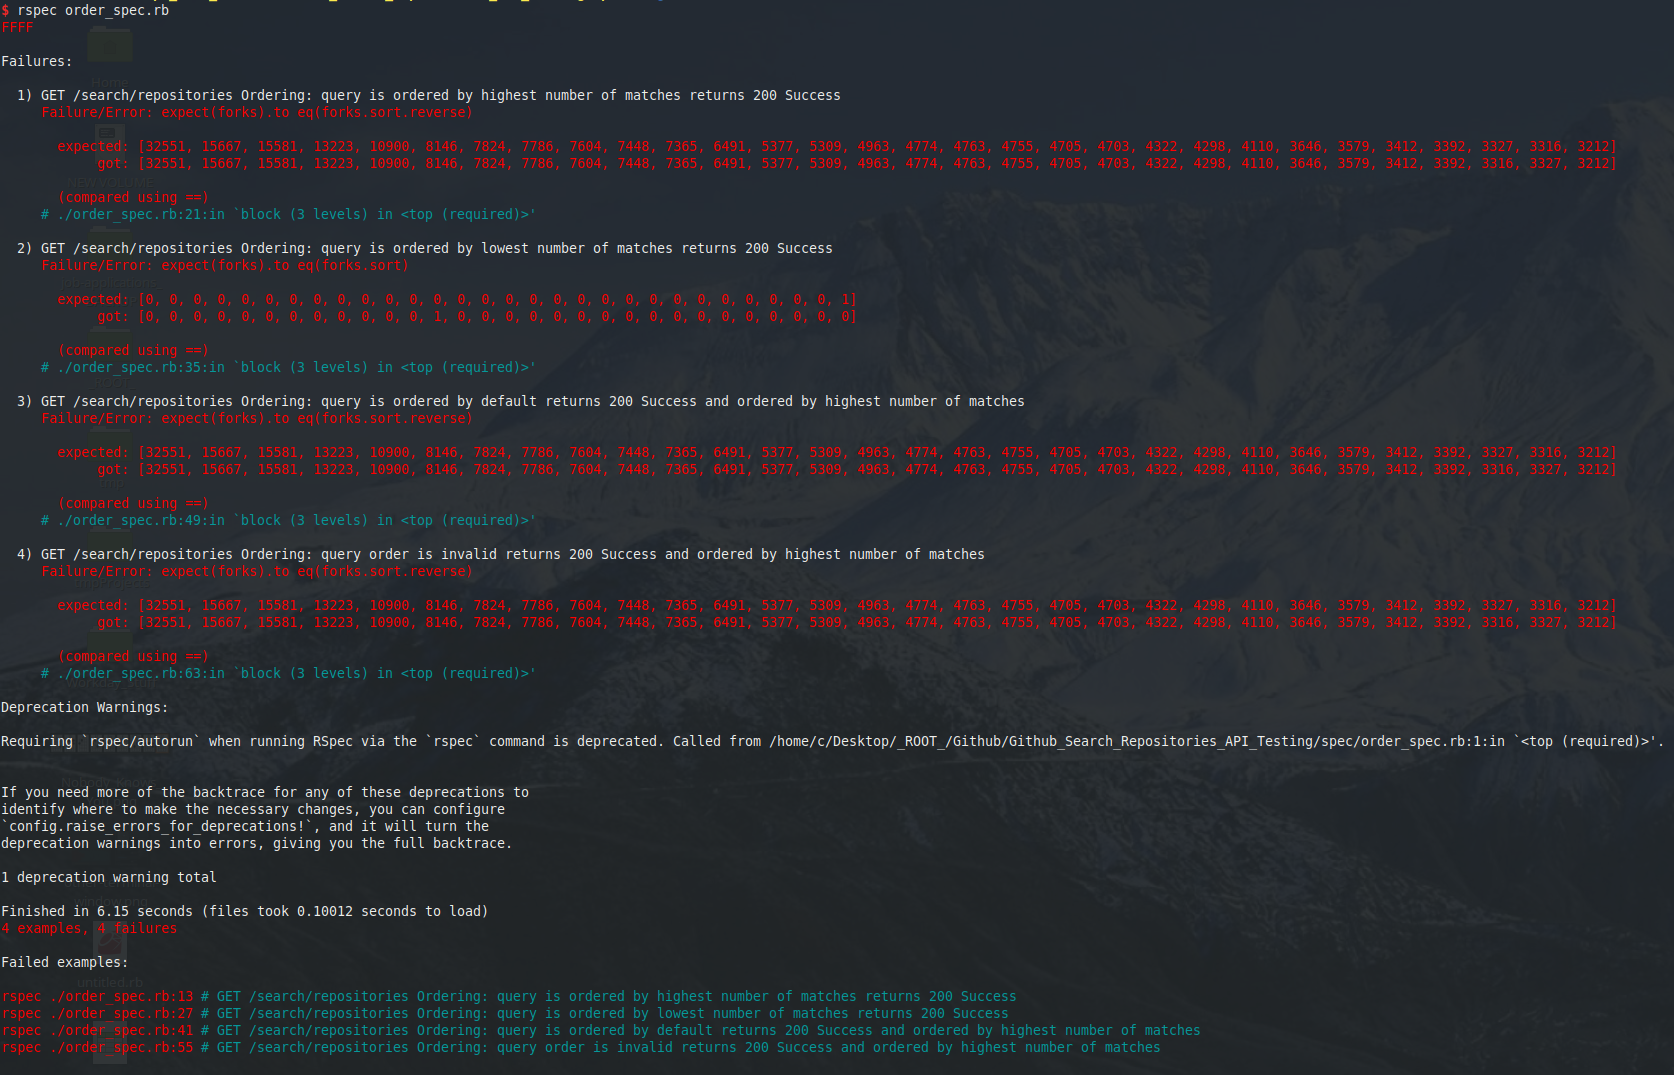 $ rspec order_spec.rb
FFFF
Failures:
1) GET /search/repositories Ordering: query is ordered by highest number of matches returns 200 Success
Failure/Error: expect(forks).to eq(forks.sort.reverse)
expected: [32551, 15667, 15581, 13223, 10900, 8146, 7824, 7786, 7604, 7448, 7365, 6491, 5377, 5309, 4963, 4774, 4763, 4755, 4705, 4703, 4322, 4298, 4110, 3646, 3579, 3412, 3392, 3327, 3316, 3212]
got: [32551, 15667, 15581, 13223, 10900, 8146, 7824, 7786, 7604, 7448, 7365, 6491, 5377, 5309, 4963, 4774, 4763, 4755, 4705, 4703, 4322, 4298, 4110, 3646, 3579, 3412, 3392, 3316, 3327, 3212]
(compared using ==)
# ./order_spec.rb:21:in `block (3 levels) in <top (required)>'
2) GET /search/repositories Ordering: query is ordered by lowest number of matches returns 200 Success
Failure/Error: expect(forks).to eq(forks.sort)
expected: [0, 0, 0, 0, 0, 0, 0, 0, 0, 0, 0, 0, 0, 0, 0, 0, 0, 0, 0, 0, 0, 0, 0, 0, 0, 0, 0, 0, 0, 1]
got: [0, 0, 0, 0, 0, 0, 0, 0, 0, 0, 0, 0, 1, 0, 0, 0, 0, 0, 0, 0, 0, 0, 0, 0, 0, 0, 0, 0, 0, 0]
(compared using ==)
# ./order_spec.rb:35:in `block (3 levels) in <top (required)>'
3) GET /search/repositories Ordering: query is ordered by default returns 200 Success and ordered by highest number of matches
Failure/Error: expect(forks).to eq(forks.sort.reverse)
expected: [32551, 15667, 15581, 13223, 10900, 8146, 7824, 7786, 7604, 7448, 7365, 6491, 5377, 5309, 4963, 4774, 4763, 4755, 4705, 4703, 4322, 4298, 4110, 3646, 3579, 3412, 3392, 3327, 3316, 3212]
got: [32551, 15667, 15581, 13223, 10900, 8146, 7824, 7786, 7604, 7448, 7365, 6491, 5377, 5309, 4963, 4774, 4763, 4755, 4705, 4703, 4322, 4298, 4110, 3646, 3579, 3412, 3392, 3316, 3327, 3212]
(compared using ==)
# ./order_spec.rb:49:in `block (3 levels) in <top (required)>'
4) GET /search/repositories Ordering: query order is invalid returns 200 Success and ordered by highest number of matches
Failure/Error: expect(forks).to eq(forks.sort.reverse)
expected: [32551, 15667, 15581, 13223, 10900, 8146, 7824, 7786, 7604, 7448, 7365, 6491, 5377, 5309, 4963, 4774, 4763, 4755, 4705, 4703, 4322, 4298, 4110, 3646, 3579, 3412, 3392, 3327, 3316, 3212]
got: [32551, 15667, 15581, 13223, 10900, 8146, 7824, 7786, 7604, 7448, 7365, 6491, 5377, 5309, 4963, 4774, 4763, 4755, 4705, 4703, 4322, 4298, 4110, 3646, 3579, 3412, 3392, 3316, 3327, 3212]
(compared using ==)
# ./order_spec.rb:63:in `block (3 levels) in <top (required)>'
Deprecation Warnings:
Requiring `rspec/autorun` when running RSpec via the `rspec` command is deprecated. Called from /home/c/Desktop/_ROOT_/Github/Github_Search_Repositories_API_Testing/spec/order_spec.rb:1:in `<top (required)>'.
If you need more of the backtrace for any of these deprecations to
identify where to make the necessary changes, you can configure
`config.raise_errors_for_deprecations!`, and it will turn the
deprecation warnings into errors, giving you the full backtrace.
1 deprecation warning total
Finished in 6.15 seconds (files took 0.10012 seconds to load)
4 examples, 4 failures
Failed examples:
rspec ./order_spec.rb:13 # GET /search/repositories Ordering: query is ordered by highest number of matches returns 200 Success
rspec ./order_spec.rb:27 # GET /search/repositories Ordering: query is ordered by lowest number of matches returns 200 Success
rspec ./order_spec.rb:41 # GET /search/repositories Ordering: query is ordered by default returns 200 Success and ordered by highest number of matches
rspec ./order_spec.rb:55 # GET /search/repositories Ordering: query order is invalid returns 200 Success and ordered by highest number of matches